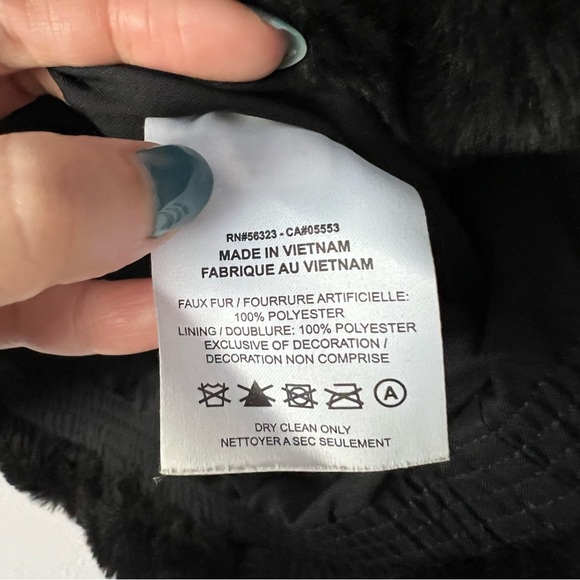 RN#56323 - CA#05553
MADE IN VIETNAM
FABRIQUE AU VIETNAM
FAUX FUR / FOURRURE ARTIFICIELLE:
100% POLYESTER
LINING / DOUBLURE: 100% POLYESTER
EXCLUSIVE OF DECORATION /
DECORATION NON COMPRISE
A
DRY CLEAN ONLY
NETTOYER A SEC SEULEMENT